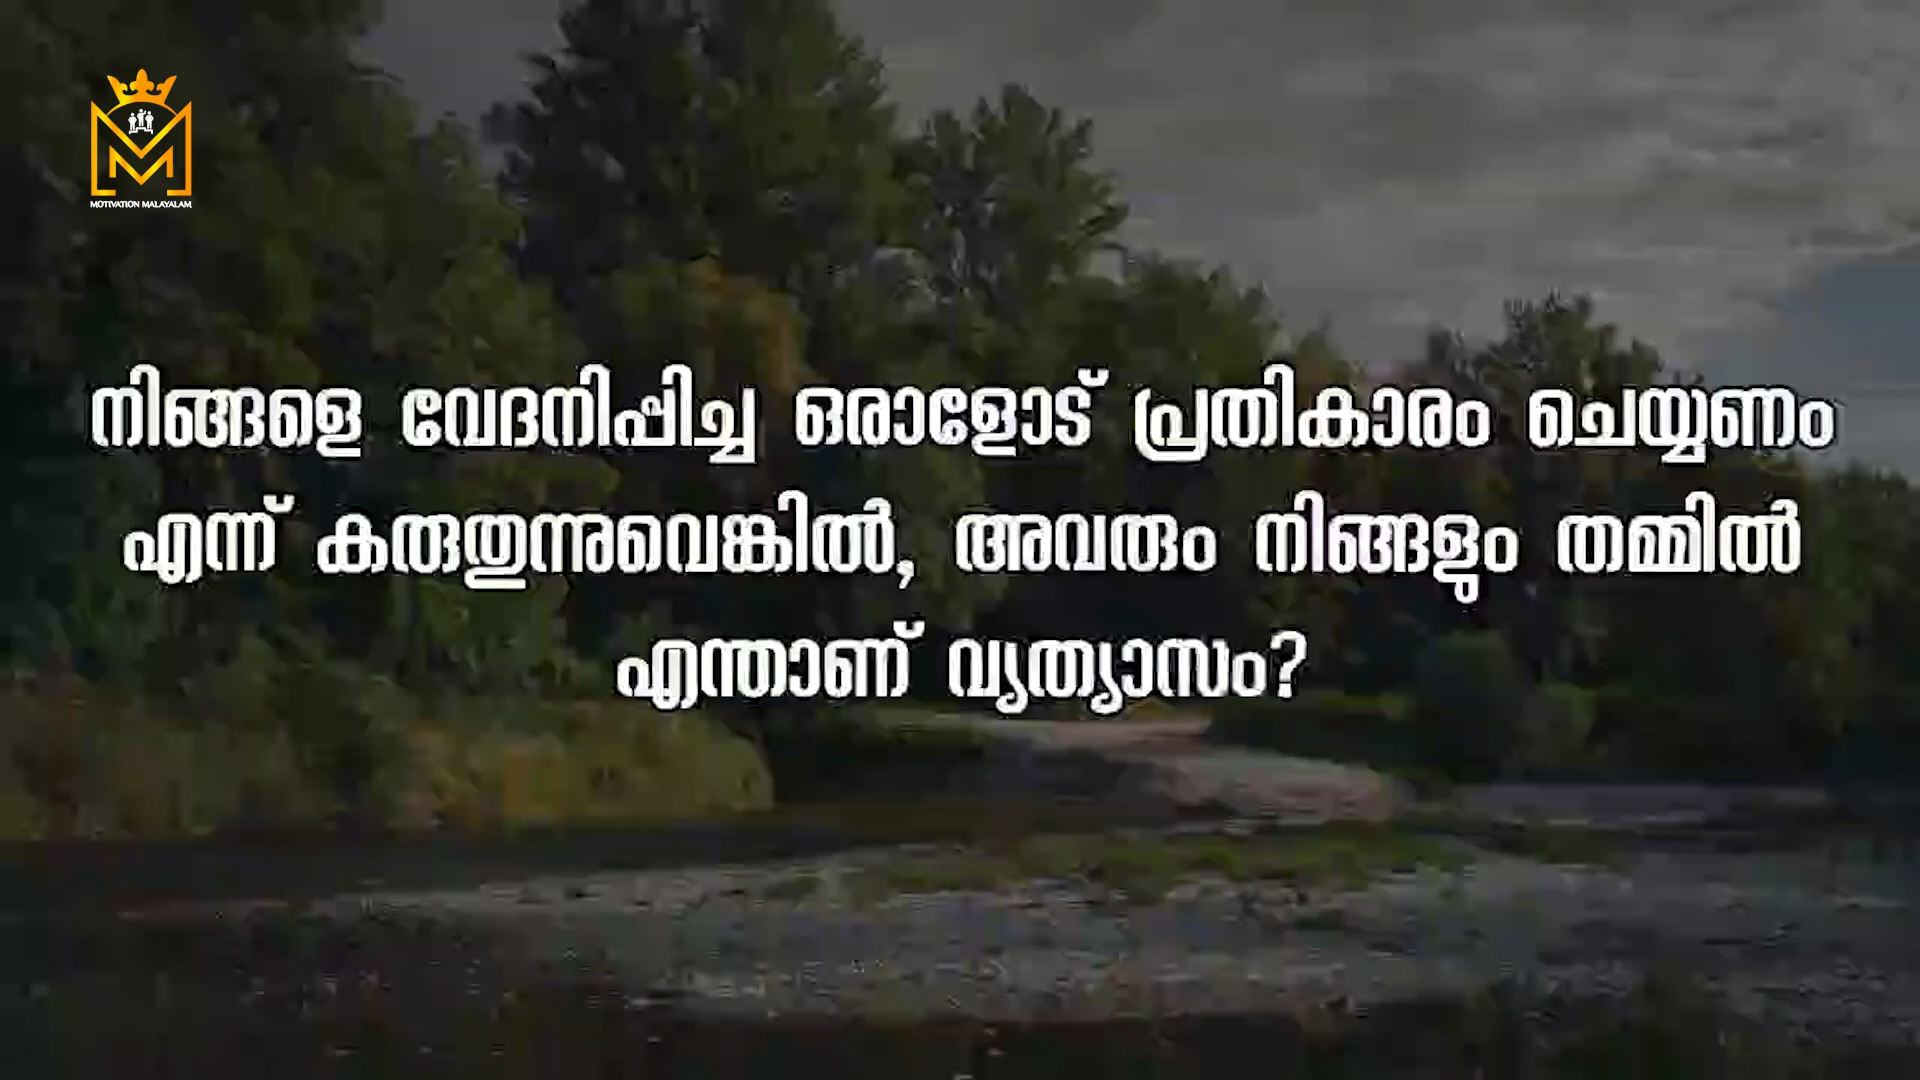 MOTIVATION MALAYALAM
നിങ്ങളെ വേദനിപ്പിച്ച ഒരാളോട് പ്രതികാരം ചെയ്യണം
എന്ന് കരുതുന്നുവെങ്കിൽ, അവരും നിങ്ങളും തമ്മിൽ
എന്താണ് വ്യത്യാസം?